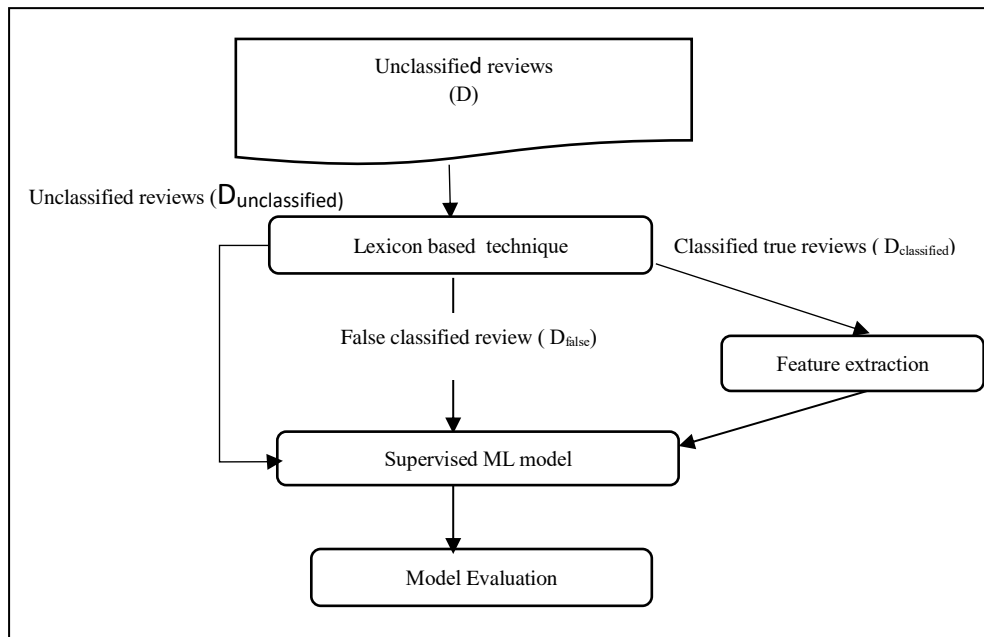 Unclassified reviews
(D)
Unclassified reviews (Dunclassified)
Lexicon based technique
Classified true reviews ( Dclassified)
False classified review ( Dfalse)
Feature extraction
Supervised ML model
Model Evaluation